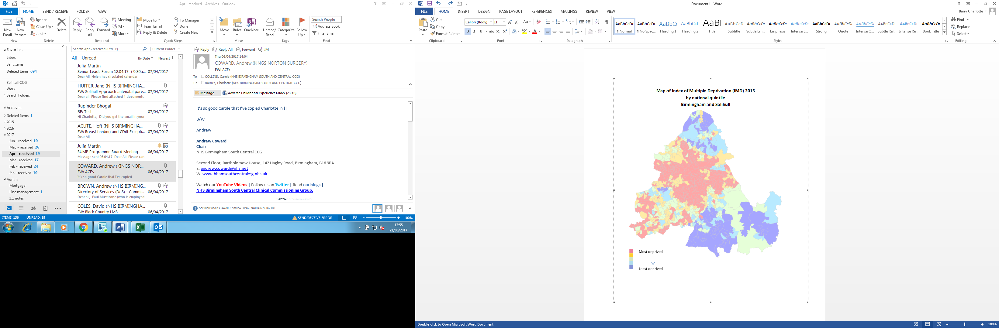 Apr - received - Archives - Outlook
FILE HOME SEND / RECEIVE FOLDER VIEW
New Email
New Items
Ignore
Clean Up
Junk
Delete
Reply
Reply All
Forward
Meeting
IM
More
Move to: ?
Team Email
Reply & Delete
To Manager
Done
Create New
Move
Rules
OneNote
Unread/ Read
Categorize
Follow Up
Search People
Address Book
Filter Email
New Delete Respond Quick Steps Move Tags Find
Favorites
Inbox
Sent Items
Deleted Items 694
Solihull CCG
Work
Search Folders
Archives
Deleted Items 1
2015
2016
2017
Jun - received 10
May - received 26
Apr - received 19
Mar - received 17
Feb - received 24
Jan - received 10
Admin
Mortgage
Line management 1
1:1 notes
Search Apr - received (Ctrl+E) Current Folder
All Unread By Date Newest
Julia Martin
Senior Leads Forum 12.04.17 ( 9.30a... 07/04/2017
Dear All Helen has circulated calendar
HUFFER, Jane (NHS BIRMINGHA...
FW: Solihull Approach antenatal pare... 07/04/2017
Dear all Please find attached 4 documents
Rupinder Bhogal
RE: Test 07/04/2017
Hi Charlotte, Did you get the email in your
ACUTE, Heft (NHS BIRMINGHA...
FW: Breast feeding and CDiff Excepti... 07/04/2017
Dear All,
Julia Martin
BUMP Programme Board Meeting 06/04/2017
Message sent 06.04.17 Dear All Please can
COWARD, Andrew (KINGS NOR...
FW: ACEs 06/04/2017
It's so good Carole that I've copied
BROWN, Andrew (NHS BIRMING...
Directory of Services (DoS) - Commi... 06/04/2017
Dear all, Paul Musticone (who is employed
COLES, David (NHS BIRMINGHA...
FW: Black Country LMS 06/04/2017
Reply Reply All Forward IM
Thu 06/04/2017 14:04
COWARD, Andrew (KINGS NORTON SURGERY)
FW: ACEs
To COLLINS, Carole (NHS BIRMINGHAM SOUTH AND CENTRAL CCG)
Cc BARRY, Charlotte (NHS BIRMINGHAM SOUTH AND CENTRAL CCG)
Message Adverse Childhood Experiences.docx (23 KB)
It's so good Carole that I've copied Charlotte in !!
B/W
Andrew
Andrew Coward
Chair
NHS Birmingham South Central CCG
Second Floor, Bartholomew House, 142 Hagley Road, Birmingham, B16 9PA
E: andrew.coward@nhs.net
W: www.bhamsouthcentralccg.nhs.uk
Watch our YouTube Videos | Follow us on Twitter | Read our blogs |
NHS Birmingham South Central Clinical Commissioning Group.
See more about COWARD, Andrew (KINGS NORTON SURGERY).
ITEMS: 136 UNREAD: 19 SEND/RECEIVE ERROR 100%
13:55
21/06/2017
Document1 - Word
FILE HOME INSERT DESIGN PAGE LAYOUT REFERENCES MAILINGS REVIEW VIEW
Barry Charlotte
Paste
Cut
Copy
Format Painter
Calibri (Body) 11
B I U abc x₂ x²
AaBbCcDc ¶ Normal
AaBbCcDc ¶ No Spac...
AaBbCc Heading 1
AaBbCcC Heading 2
AaBl Title
AaBbCcD Subtitle
AaBbCcDc Subtle Em...
AaBbCcDc Emphasis
AaBbCcDc Intense E...
AaBbCcDc Strong
AaBbCcDc Quote
AaBbCcDc Intense Q...
AaBbCcDc Subtle Ref...
AaBbCcDc Intense Re...
AaBbCcDc Book Title
Find
Replace
Select
Clipboard Font Paragraph Styles Editing
Map of Index of Multiple Deprivation (IMD) 2015
by national quintile
Birmingham and Solihull
Most deprived
Least deprived
Double-click to Open Microsoft Word Document 100%